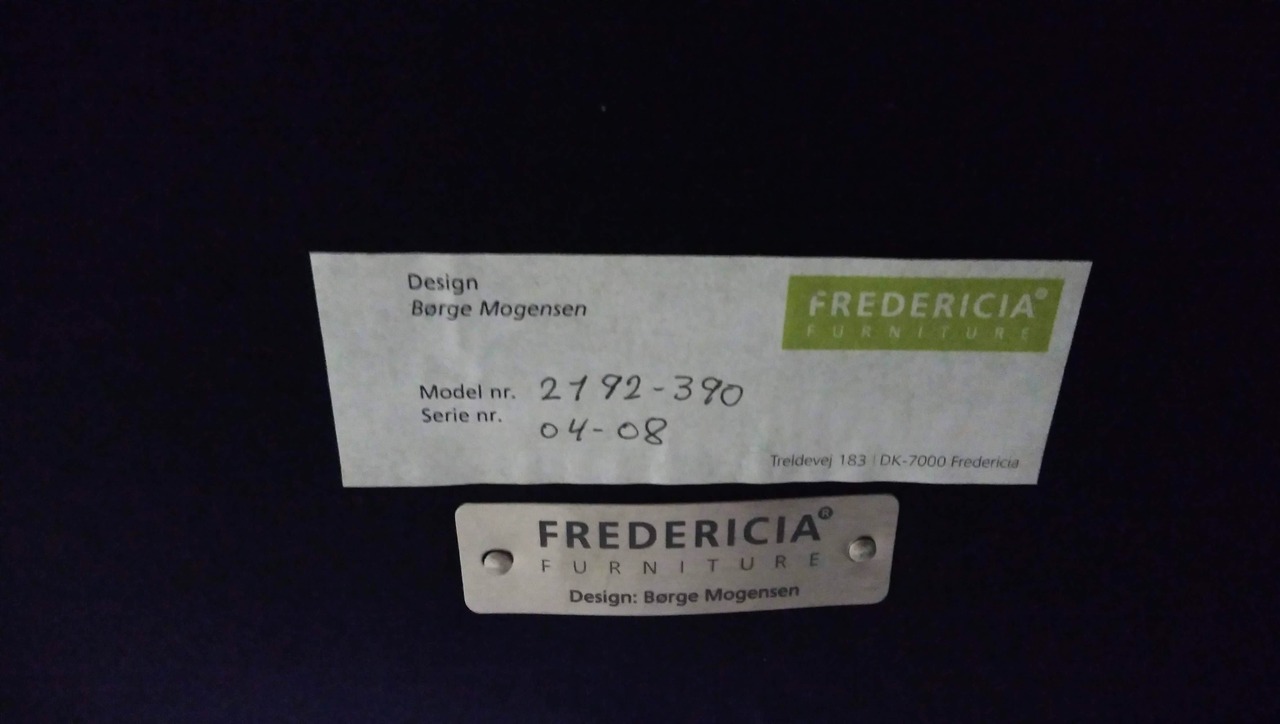 Design
Børge Mogensen
FREDERICIA®
FURNITURE
Model nr. 2192-390
Serie nr. 04-08
Treldevej 183 | DK-7000 Fredericia
FREDERICIA®
FURNITURE
Design: Børge Mogensen